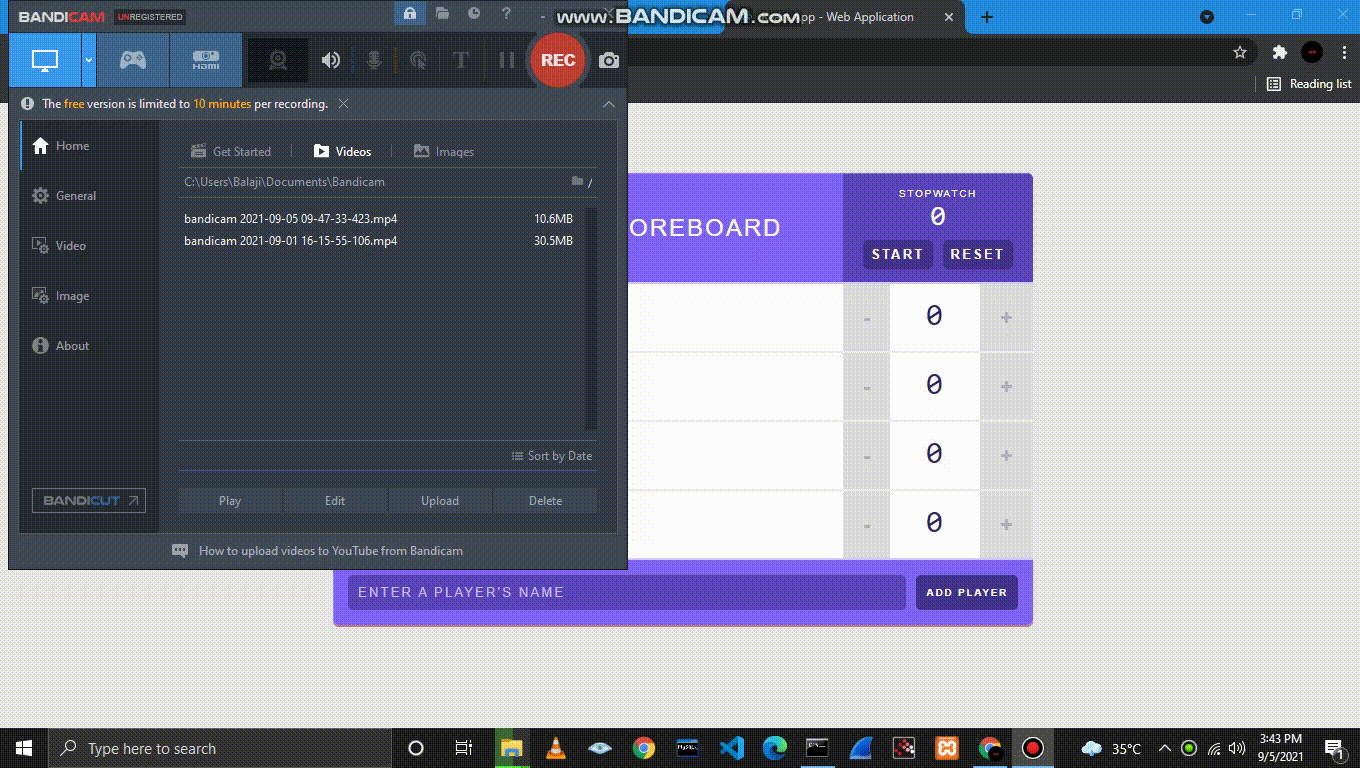 BANDICAM UNREGISTERED
www.BANDICAM.com
pp - Web Application
HDMI
REC
Reading list
The free version is limited to 10 minutes per recording.
Home
General
Video
Image
About
BANDICUT
Get Started
Videos
Images
C:\Users\Balaji\Documents\Bandicam
/
bandicam 2021-09-05 09-47-33-423.mp4 10.6MB
bandicam 2021-09-01 16-15-55-106.mp4 30.5MB
Sort by Date
Play Edit Upload Delete
How to upload videos to YouTube from Bandicam
OREBOARD
STOPWATCH
0
START RESET
- 0 +
- 0 +
- 0 +
- 0 +
ENTER A PLAYER'S NAME
ADD PLAYER
Type here to search
35°C
3:43 PM
9/5/2021
1